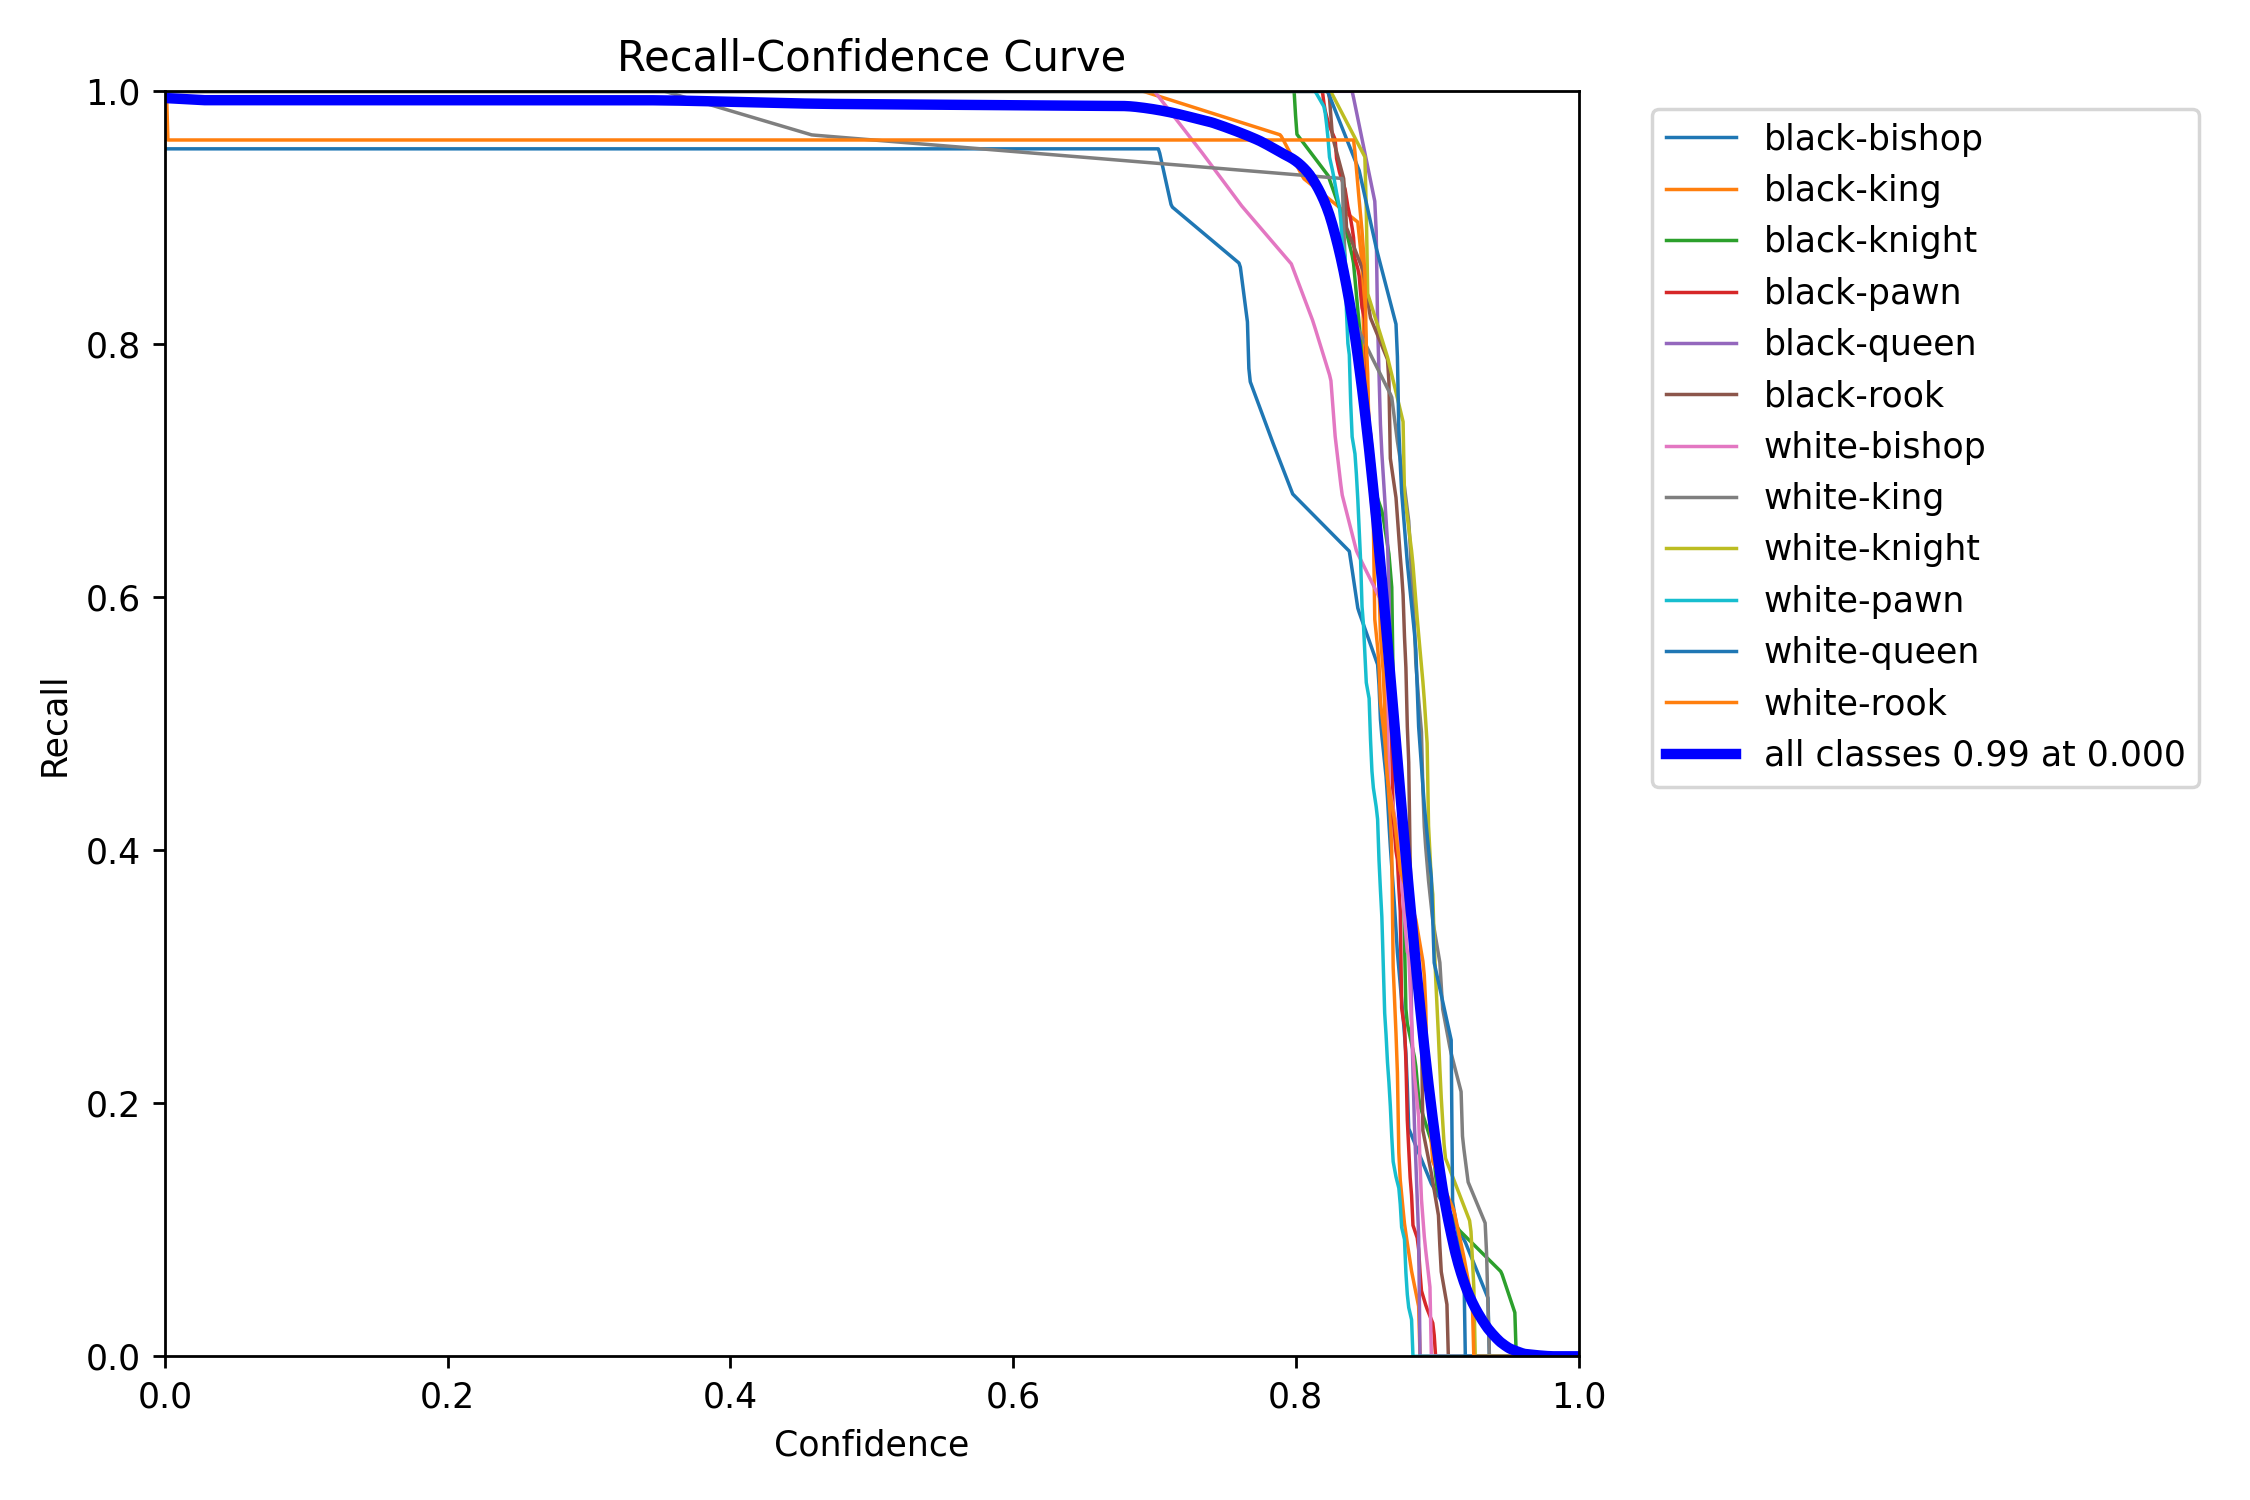 Recall-Confidence Curve
1.0
0.8
0.6
0.4
0.2
0.0
Recall
0.0 0.2 0.4 0.6 0.8 1.0
Confidence
black-bishop
black-king
black-knight
black-pawn
black-queen
black-rook
white-bishop
white-king
white-knight
white-pawn
white-queen
white-rook
all classes 0.99 at 0.000